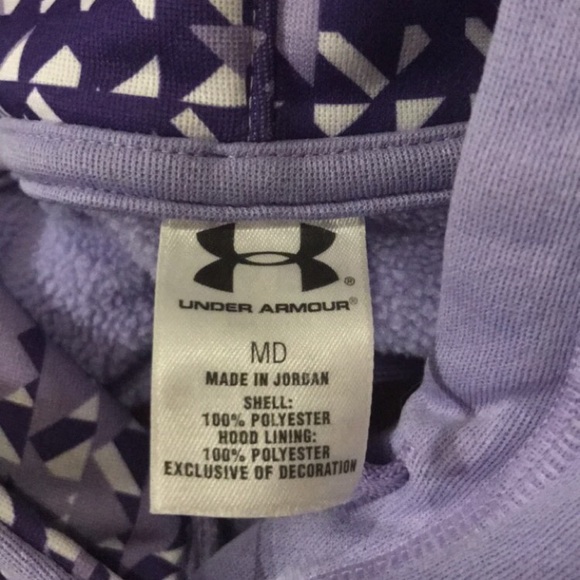 UNDER ARMOUR®
MD
MADE IN JORDAN
SHELL:
100% POLYESTER
HOOD LINING:
100% POLYESTER
EXCLUSIVE OF DECORATION